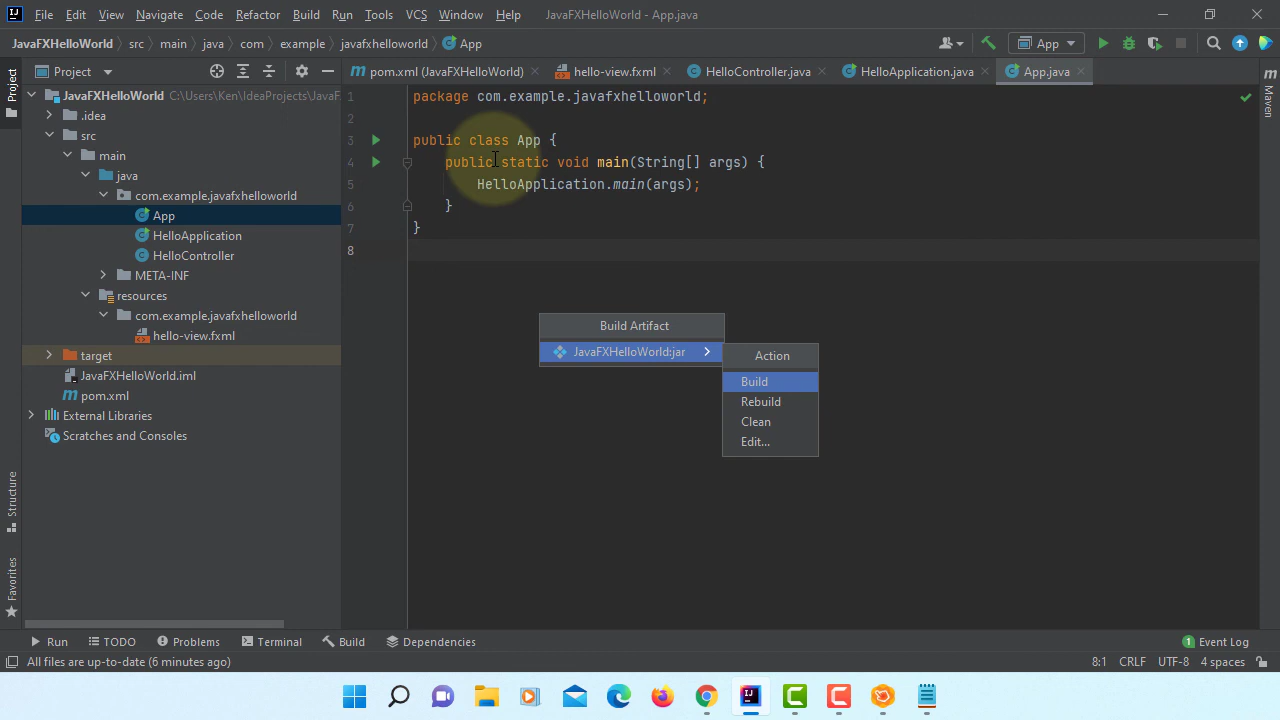 File Edit View Navigate Code Refactor Build Run Tools VCS Window Help JavaFXHelloWorld - App.java
JavaFXHelloWorld src main java com example javafxhelloworld App
App
Project
pom.xml (JavaFXHelloWorld) hello-view.fxml HelloController.java HelloApplication.java App.java
Project
Maven
JavaFXHelloWorld C:\Users\Ken\IdeaProjects\JavaF
.idea
src
main
java
com.example.javafxhelloworld
App
HelloApplication
HelloController
META-INF
resources
com.example.javafxhelloworld
hello-view.fxml
target
JavaFXHelloWorld.iml
pom.xml
External Libraries
Scratches and Consoles
1 package com.example.javafxhelloworld;
2
3 public class App {
4 public static void main(String[] args) {
5 HelloApplication.main(args);
6 }
7 }
8
Build Artifact
JavaFXHelloWorld:jar
Action
Build
Rebuild
Clean
Edit...
Structure
Favorites
Run TODO Problems Terminal Build Dependencies 1 Event Log
All files are up-to-date (6 minutes ago) 8:1 CRLF UTF-8 4 spaces